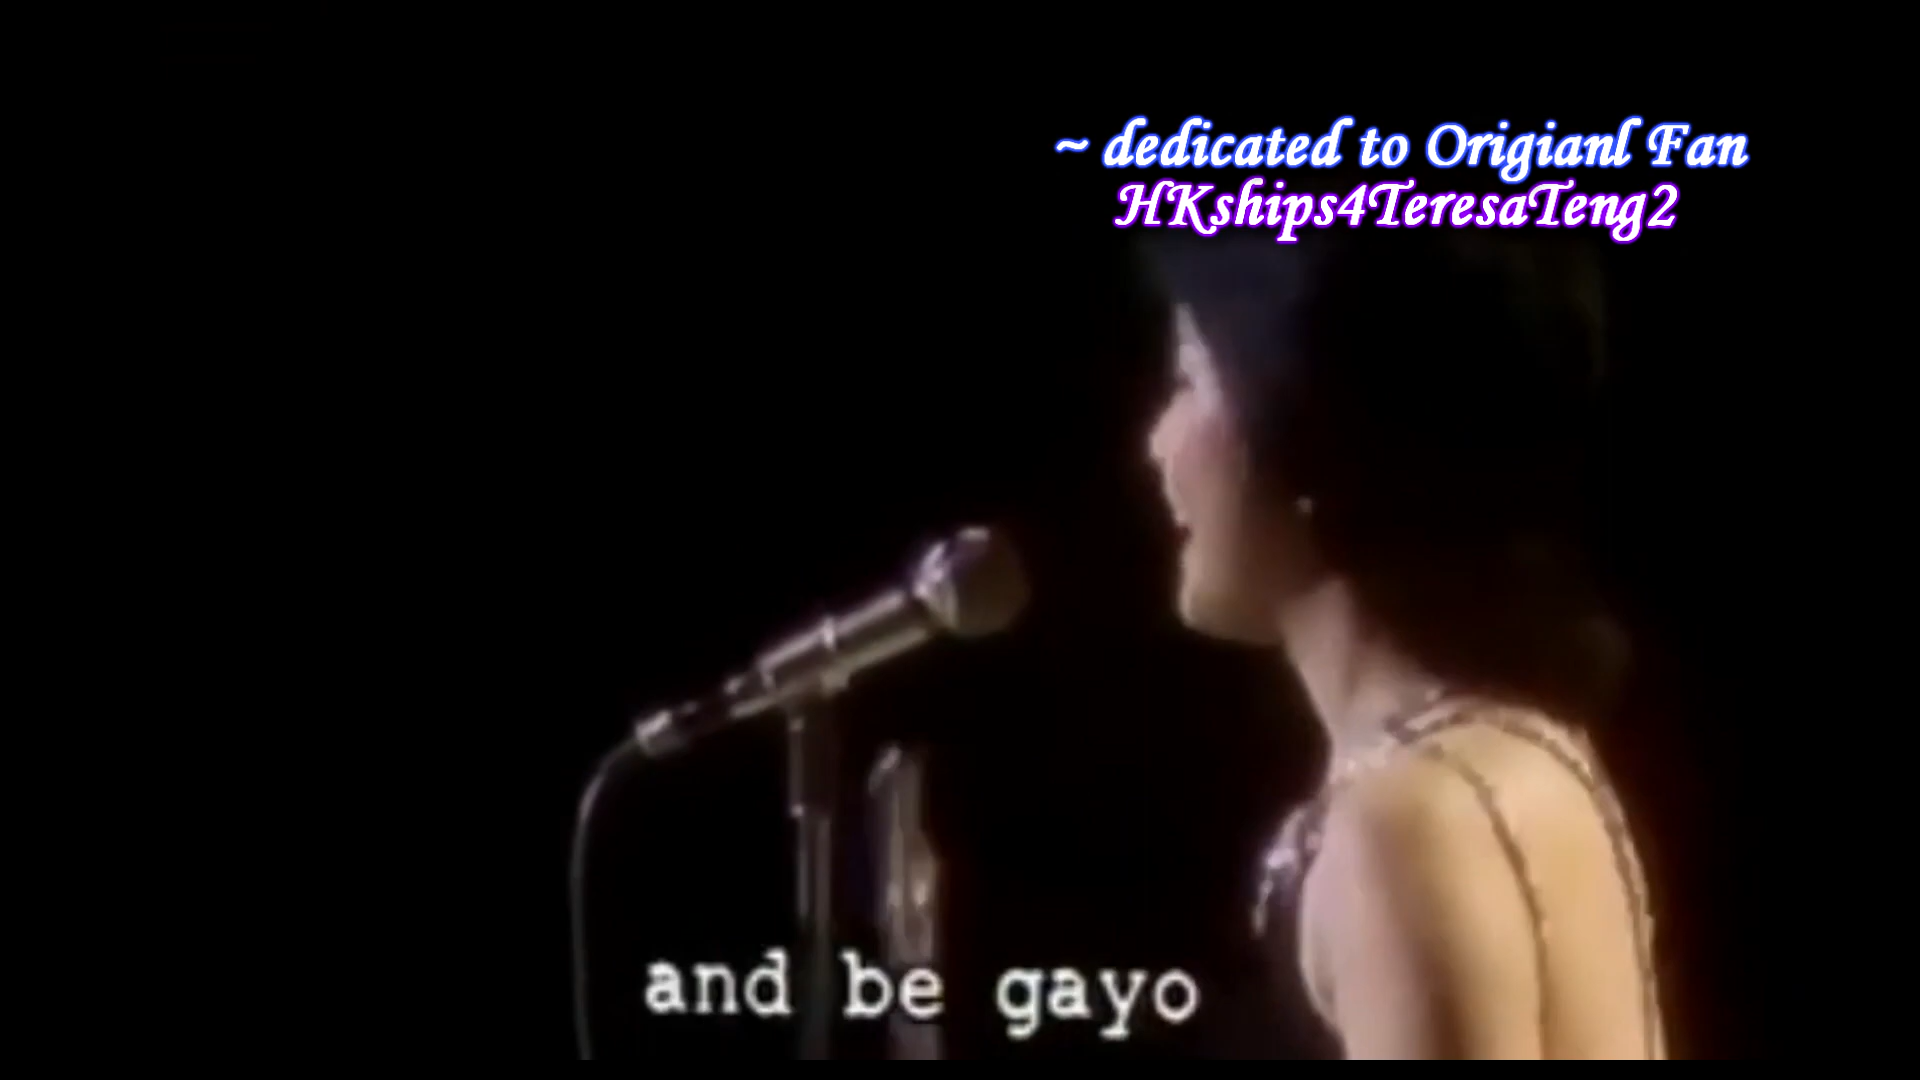 ~ dedicated to Origianl Fan
HKships4TeresaTeng2
and be gayo